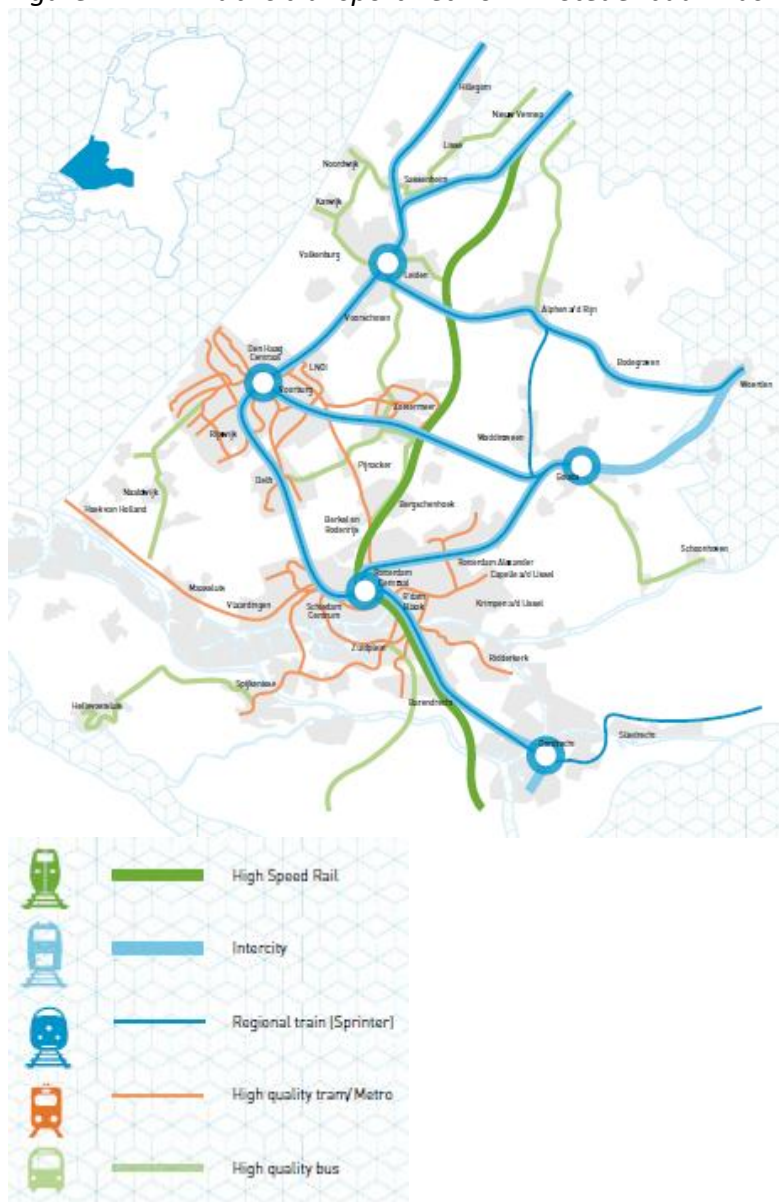 Hillegom
Nieuw Vennep
Lisse
Noordwijk
Sassenheim
Katwijk
Valkenburg
Leiden
Voorschoten
Alphen a/d Rijn
Den Haag
Centraal
Bodegraven
LNOI
Woerden
Voorburg
Zoetermeer
Rijswijk
Waddinxveen
Pijnacker
Delft
Gouda
Naaldwijk
Hoek van Holland
Bergschenhoek
Berkel en
Rodenrijs
Schoonhoven
Rotterdam Alexander
Rotterdam
Centraal
Capelle a/d IJssel
Maassluis
R'dam
Blaak
Vlaardingen
Schiedam
Centrum
Krimpen a/d IJssel
Zuidplein
Ridderkerk
Spijkenisse
Hellevoetsluis
Barendrecht
Sliedrecht
Dordrecht
High Speed Rail
Intercity
Regional train (Sprinter)
High quality tram/Metro
High quality bus